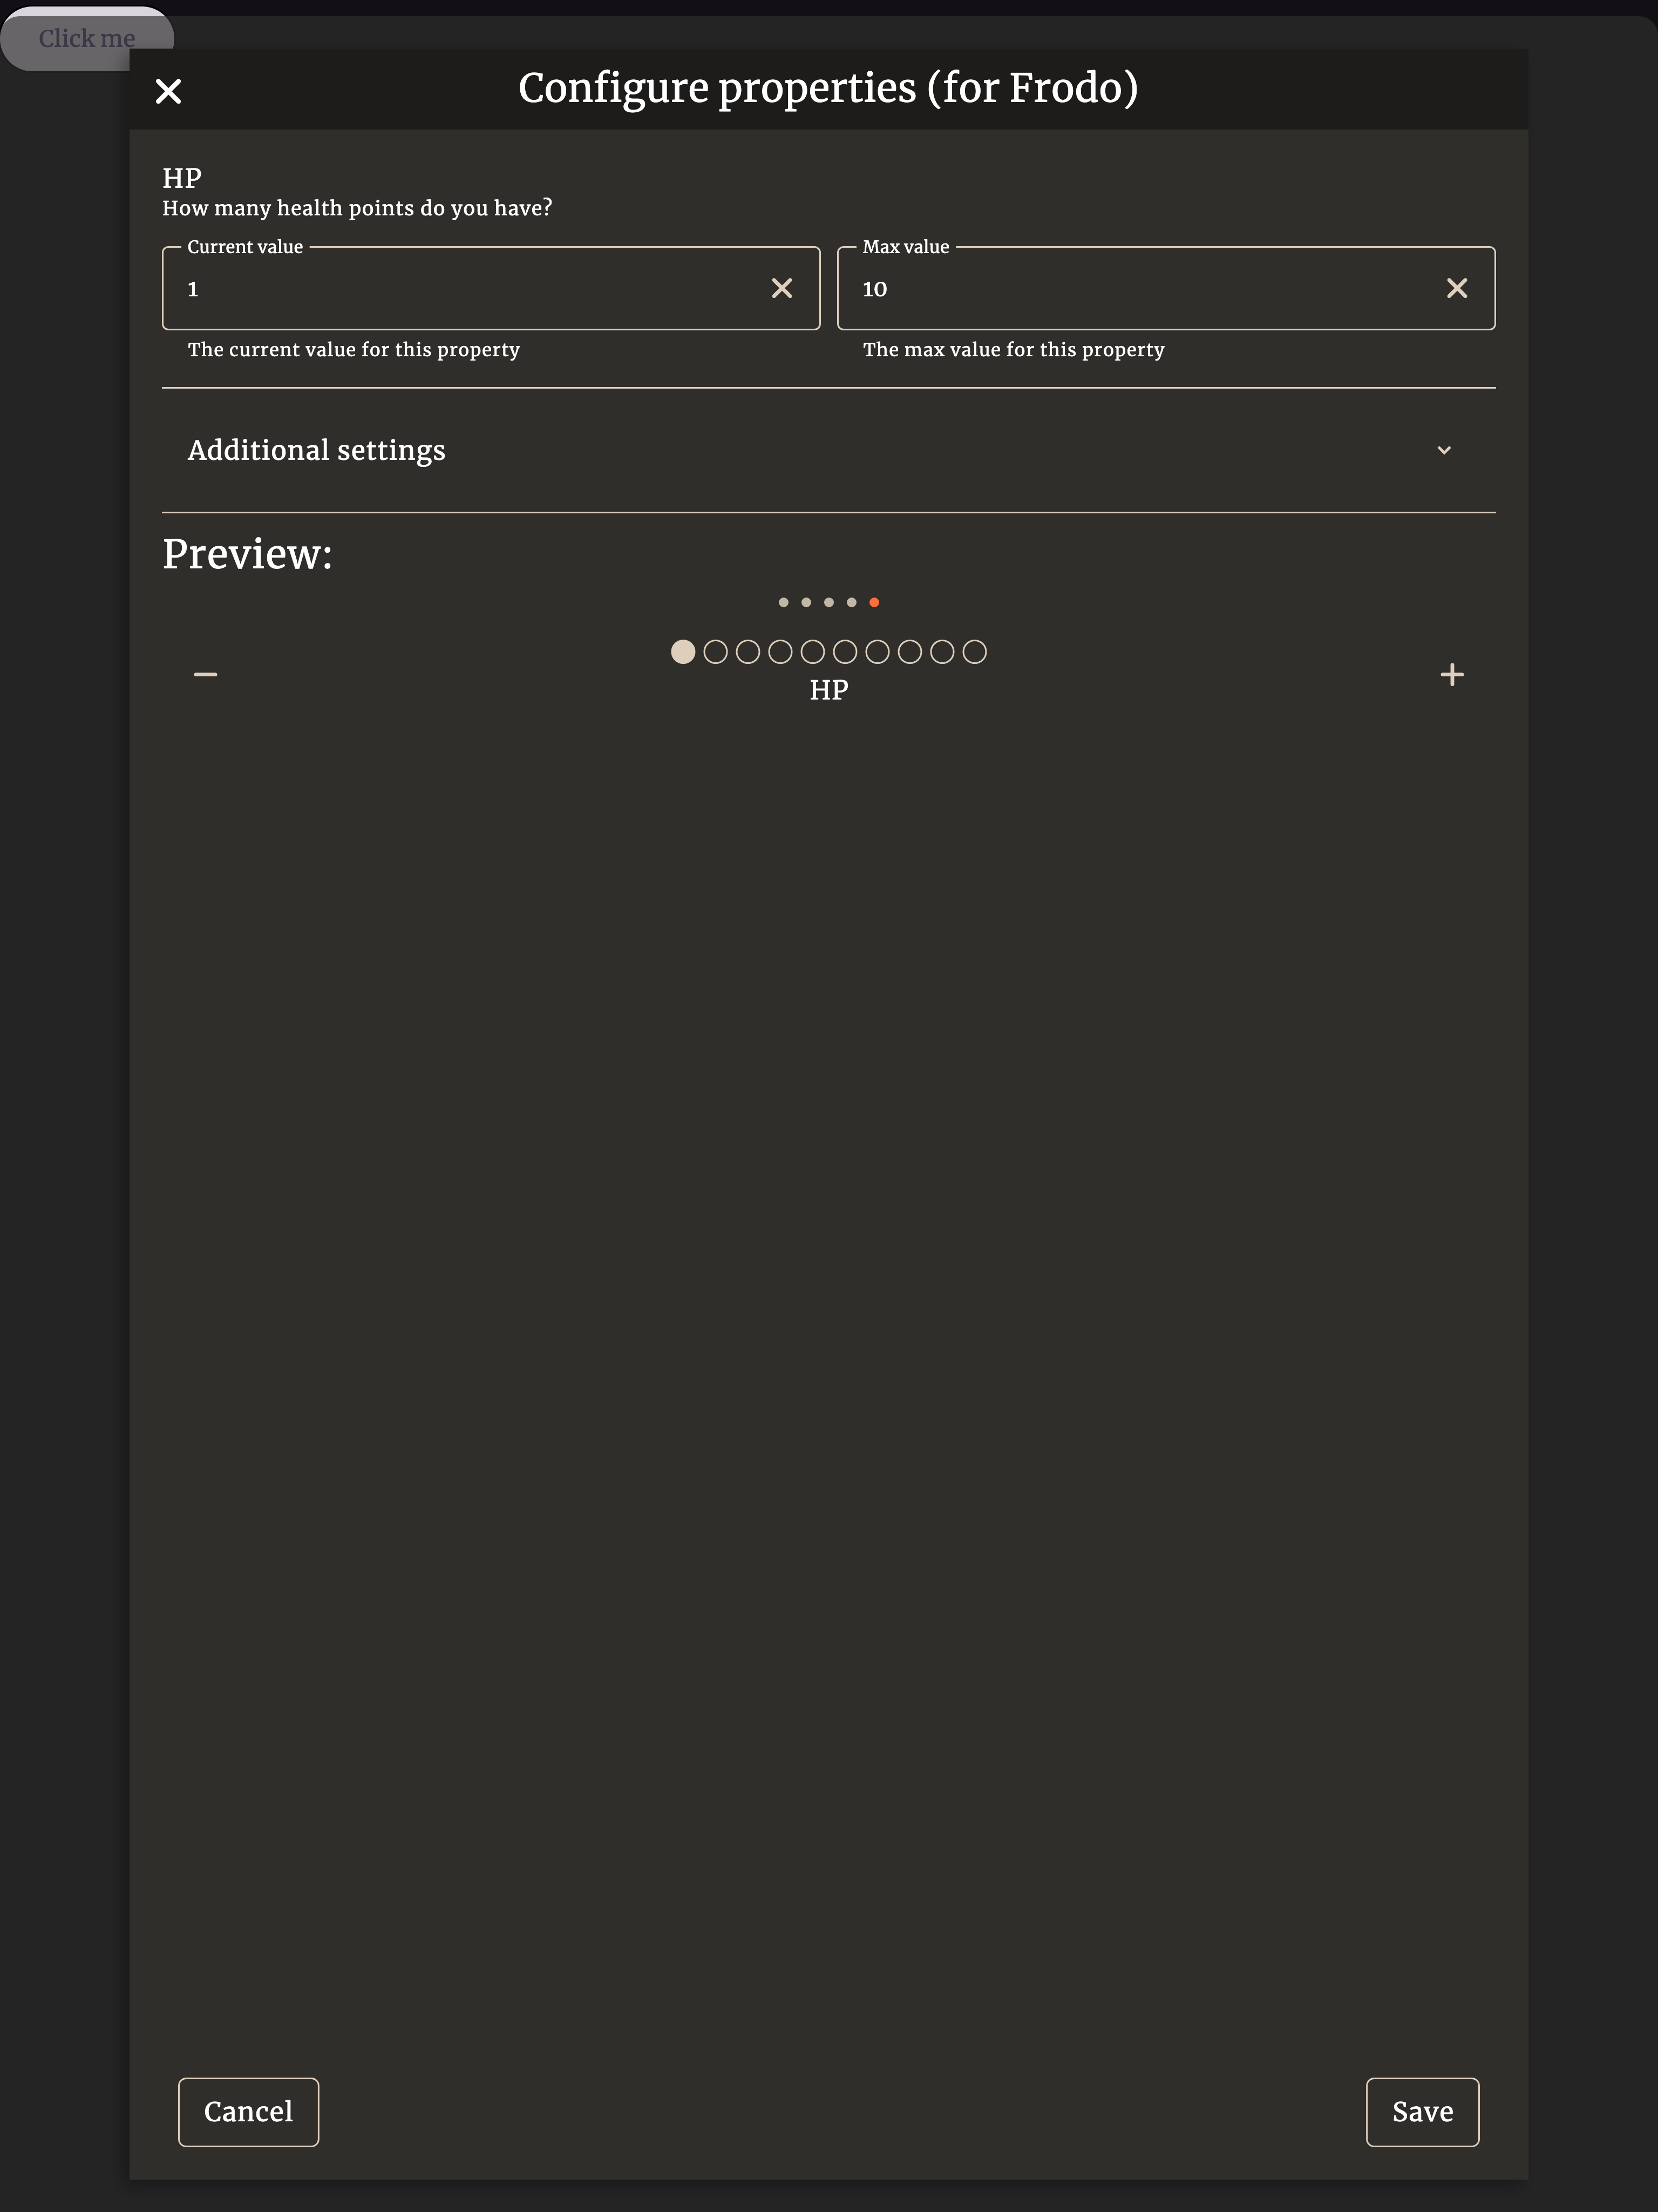 Click me
Configure properties (for Frodo)
HP
How many health points do you have?
Current value
Max value
1
10
The current value for this property
The max value for this property
Additional settings
Preview:
HP
Cancel
Save